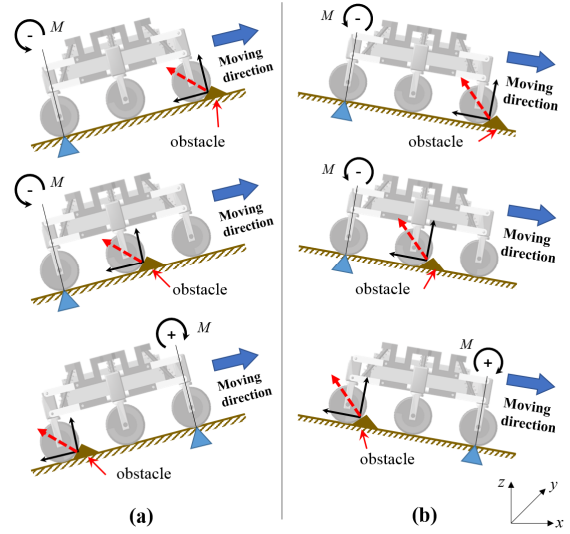 - M
Moving
direction
obstacle
- M
Moving
direction
obstacle
+ M
Moving
direction
obstacle
(a)
M -
Moving
direction
obstacle
M -
Moving
direction
obstacle
M
+
Moving
direction
obstacle
(b)
z
y
x